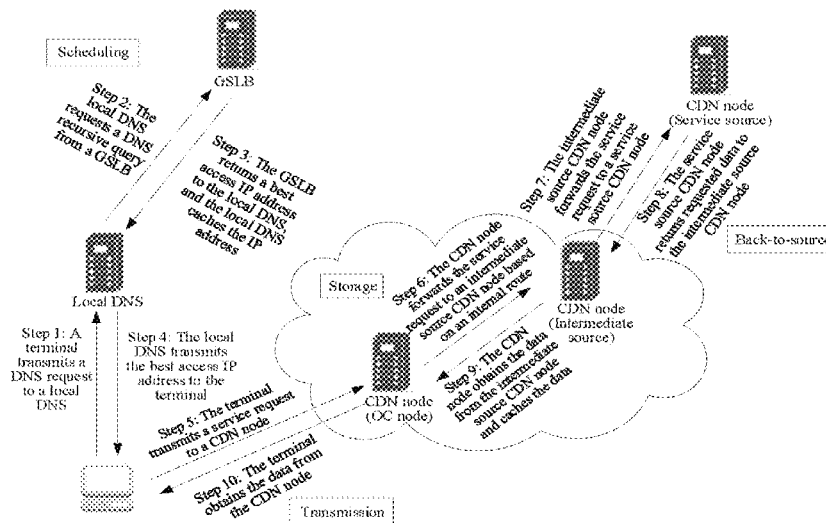 Scheduling
GSLB
Step 2: The
local DNS
requests a DNS
recursive query
from a GSLB
Step 3: The GSLB
returns a best
access IP address
to the local DNS,
and the local DNS
caches the IP
address
Local DNS
Step 1: A
terminal
transmits a
DNS request
to a local
DNS
Step 4: The local
DNS transmits
the best access IP
address to the
terminal
Step 5: The terminal
transmits a service request
to a CDN node
Step 10: The terminal
obtains the data from
the CDN node
Transmission
Storage
CDN node
(OC node)
Step 6: The CDN node
forwards the service
request to an intermediate
source CDN node based
on an internal route
Step 9: The CDN
node obtains the data
from the intermediate
source CDN node
and caches the data
CDN node
(Intermediate
source)
Step 7: The intermediate
source CDN node
forwards the service
request to a service
source CDN node
Step 8: The service
source CDN node
returns requested data to
the intermediate source
CDN node
CDN node
(Service source)
Back-to-source